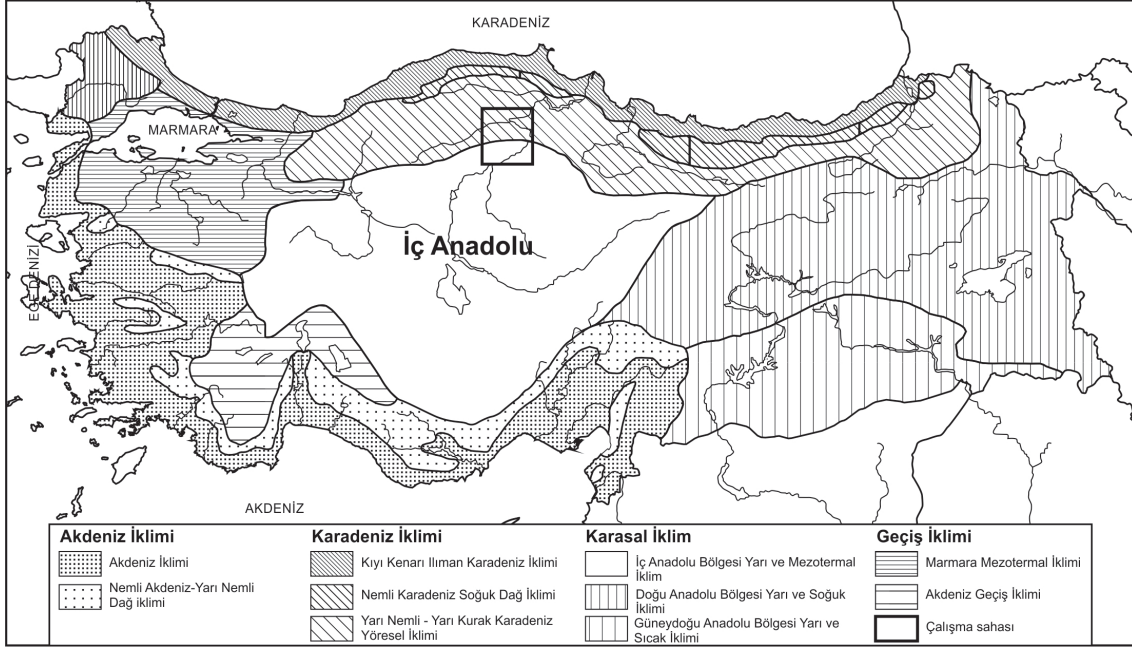 KARADENİZ
MARMARA
İç Anadolu
EGE DENİZİ
AKDENİZ
Akdeniz İklimi
Akdeniz İklimi
Nemli Akdeniz-Yarı Nemli
Dağ iklimi
Karadeniz İklimi
Kıyı Kenarı Ilıman Karadeniz İklimi
Nemli Karadeniz Soğuk Dağ İklimi
Yarı Nemli - Yarı Kurak Karadeniz
Yöresel İklimi
Karasal İklim
İç Anadolu Bölgesi Yarı ve Mezotermal
İklim
Doğu Anadolu Bölgesi Yarı ve Soğuk
İklimi
Güneydoğu Anadolu Bölgesi Yarı ve
Sıcak İklimi
Geçiş İklimi
Marmara Mezotermal İklimi
Akdeniz Geçiş İklimi
Çalışma sahası